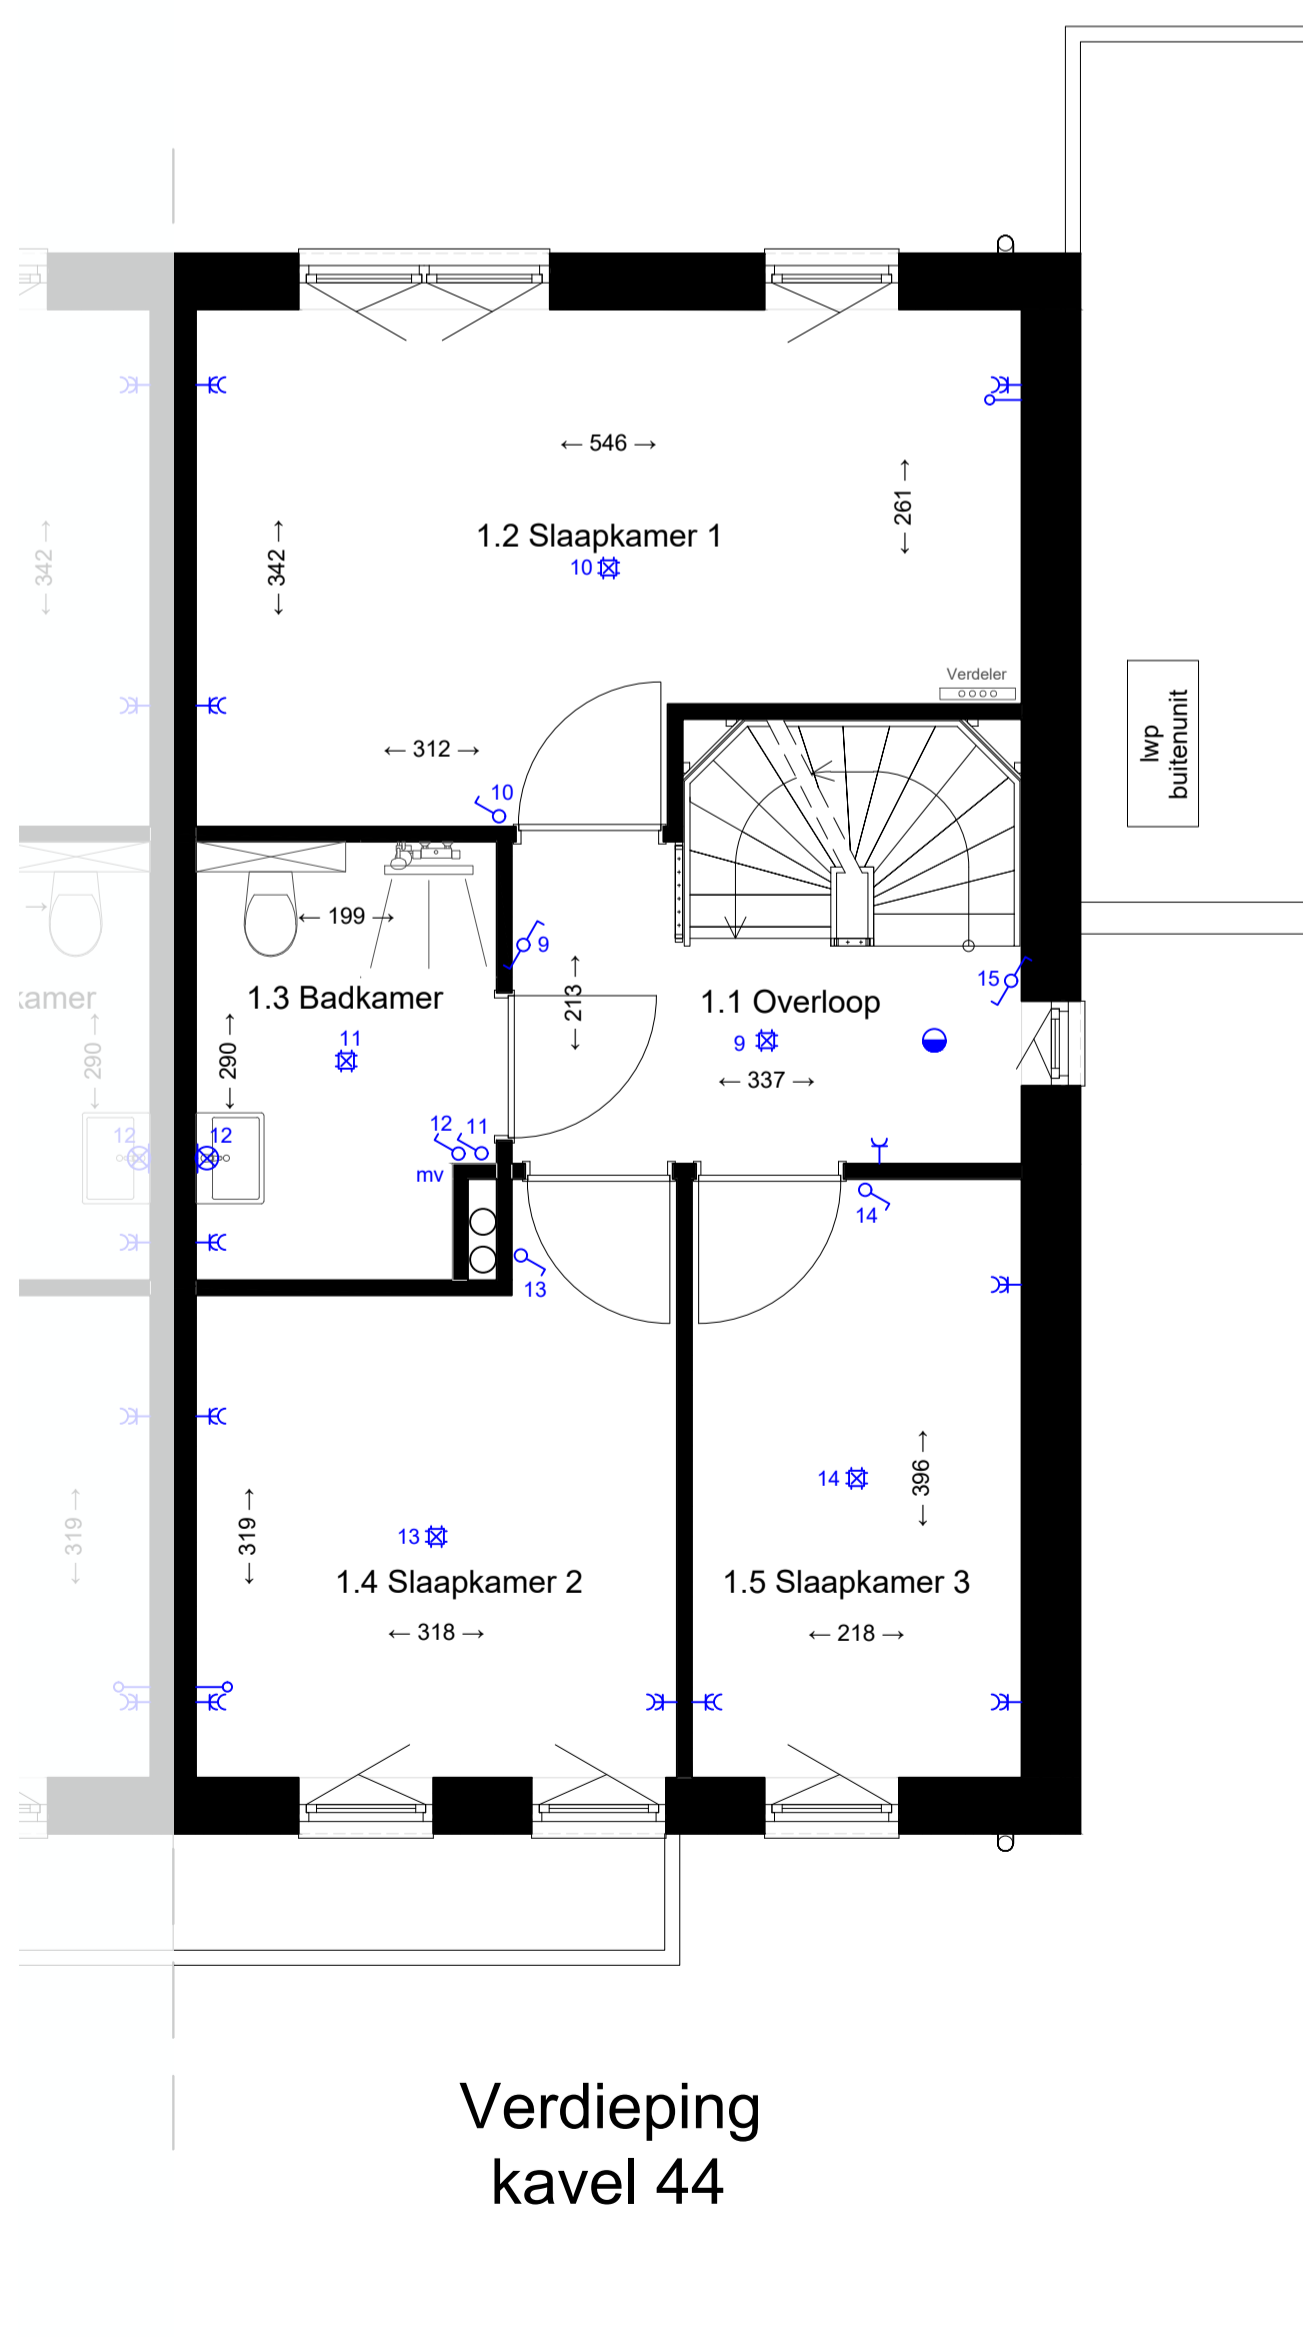 ← 546 →
← 261 →
1.2 Slaapkamer 1
← 342 →
← 342 →
10
Verdeler
lwp
buitenunit
← 312 →
10
← 199 →
9
15
kamer
1.3 Badkamer
← 213 →
1.1 Overloop
11
9
← 290 →
← 290 →
← 337 →
12
12
12
11
mv
14
13
14
← 396 →
← 319 →
← 319 →
13
1.4 Slaapkamer 2
1.5 Slaapkamer 3
← 318 →
← 218 →
Verdieping
kavel 44